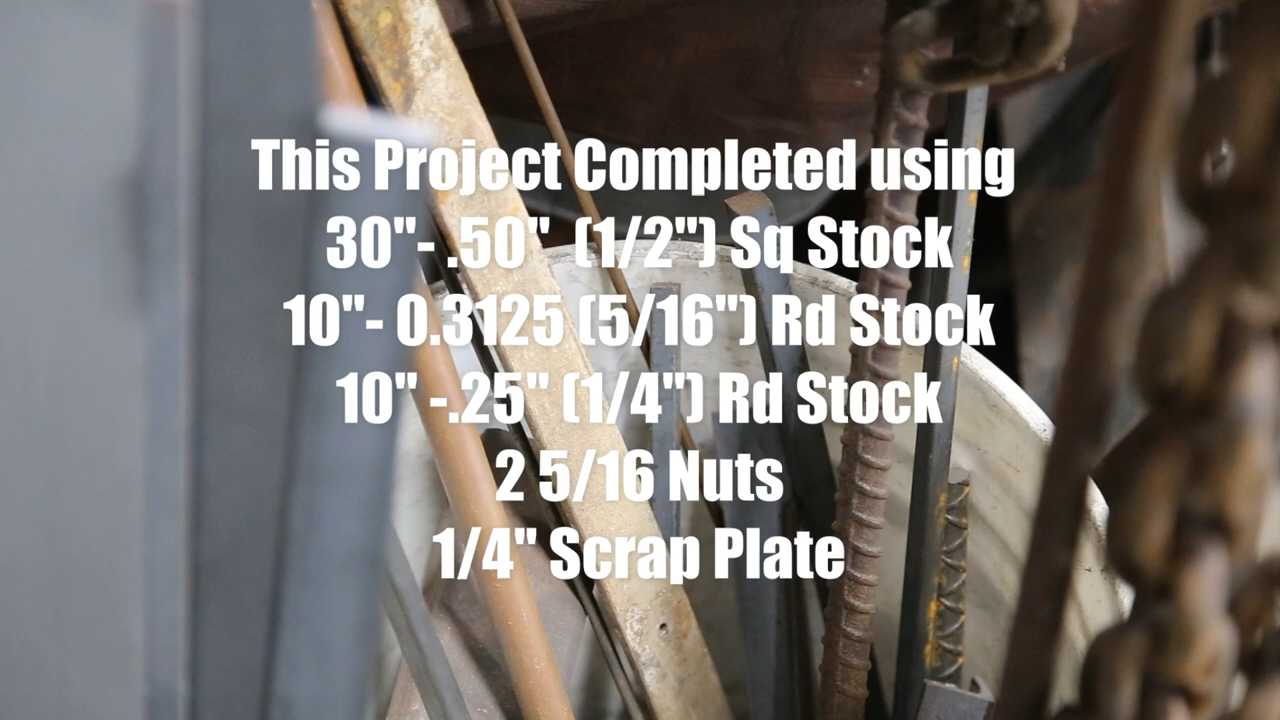 This Project Completed using
30"- .50"  (1/2") Sq Stock
10"- 0.3125 (5/16") Rd Stock
10" -.25" (1/4") Rd Stock
2 5/16 Nuts
1/4" Scrap Plate